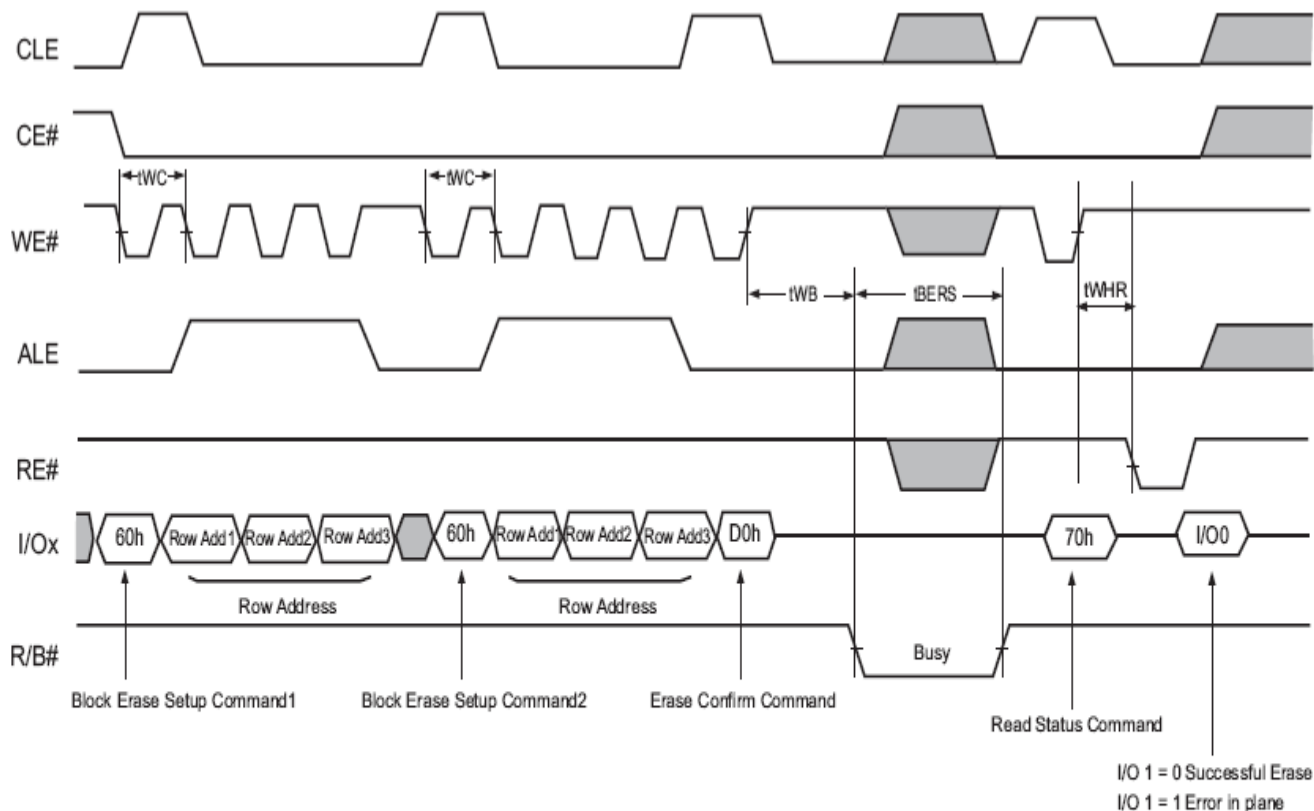 CLE
CE#
tWC
tWC
WE#
tWB
tBERS
tWHR
ALE
RE#
I/Ox
60h
Row Add1
Row Add2
Row Add3
60h
Row Add1
Row Add2
Row Add3
D0h
70h
I/O0
Row Address
Row Address
R/B#
Busy
Block Erase Setup Command1
Block Erase Setup Command2
Erase Confirm Command
Read Status Command
I/O 1 = 0 Successful Erase
I/O 1 = 1 Error in plane